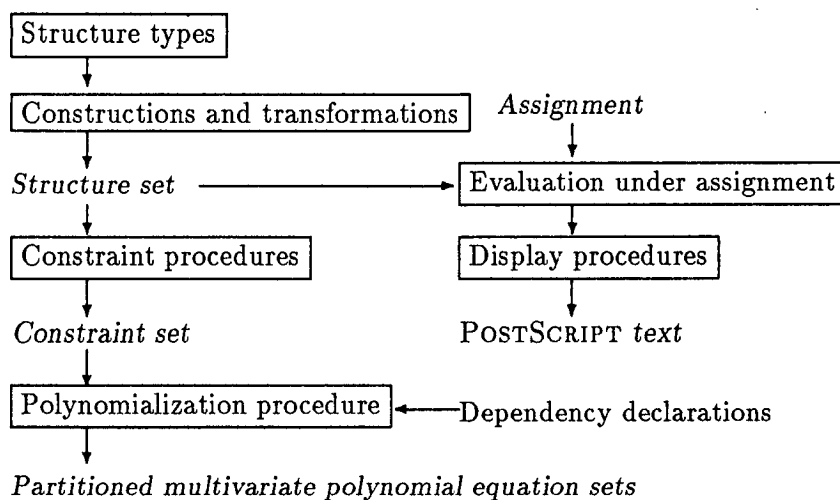 Structure types
Constructions and transformations
Assignment
Structure set
Evaluation under assignment
Constraint procedures
Display procedures
Constraint set
POSTSCRIPT text
Polynomialization procedure
Dependency declarations
Partitioned multivariate polynomial equation sets